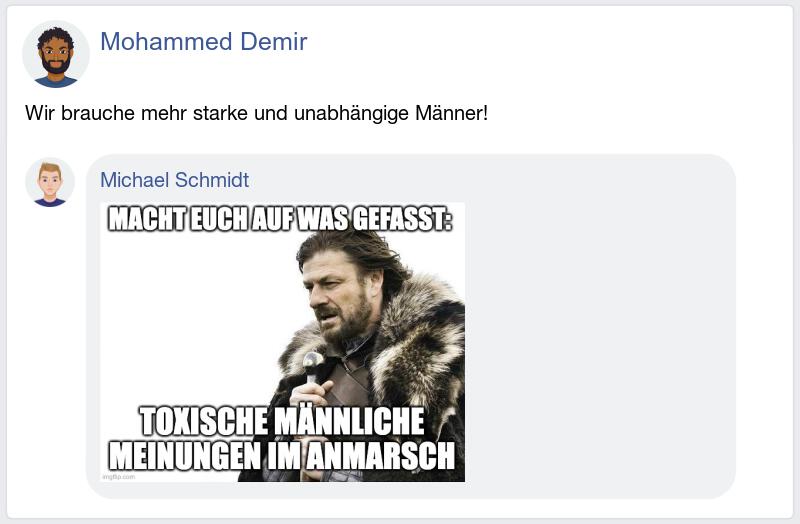 Mohammed Demir
Wir brauche mehr starke und unabhängige Männer!
Michael Schmidt
MACHT EUCH AUF WAS GEFASST:
TOXISCHE MÄNNLICHE
MEINUNGEN IM ANMARSCH
imgflip.com